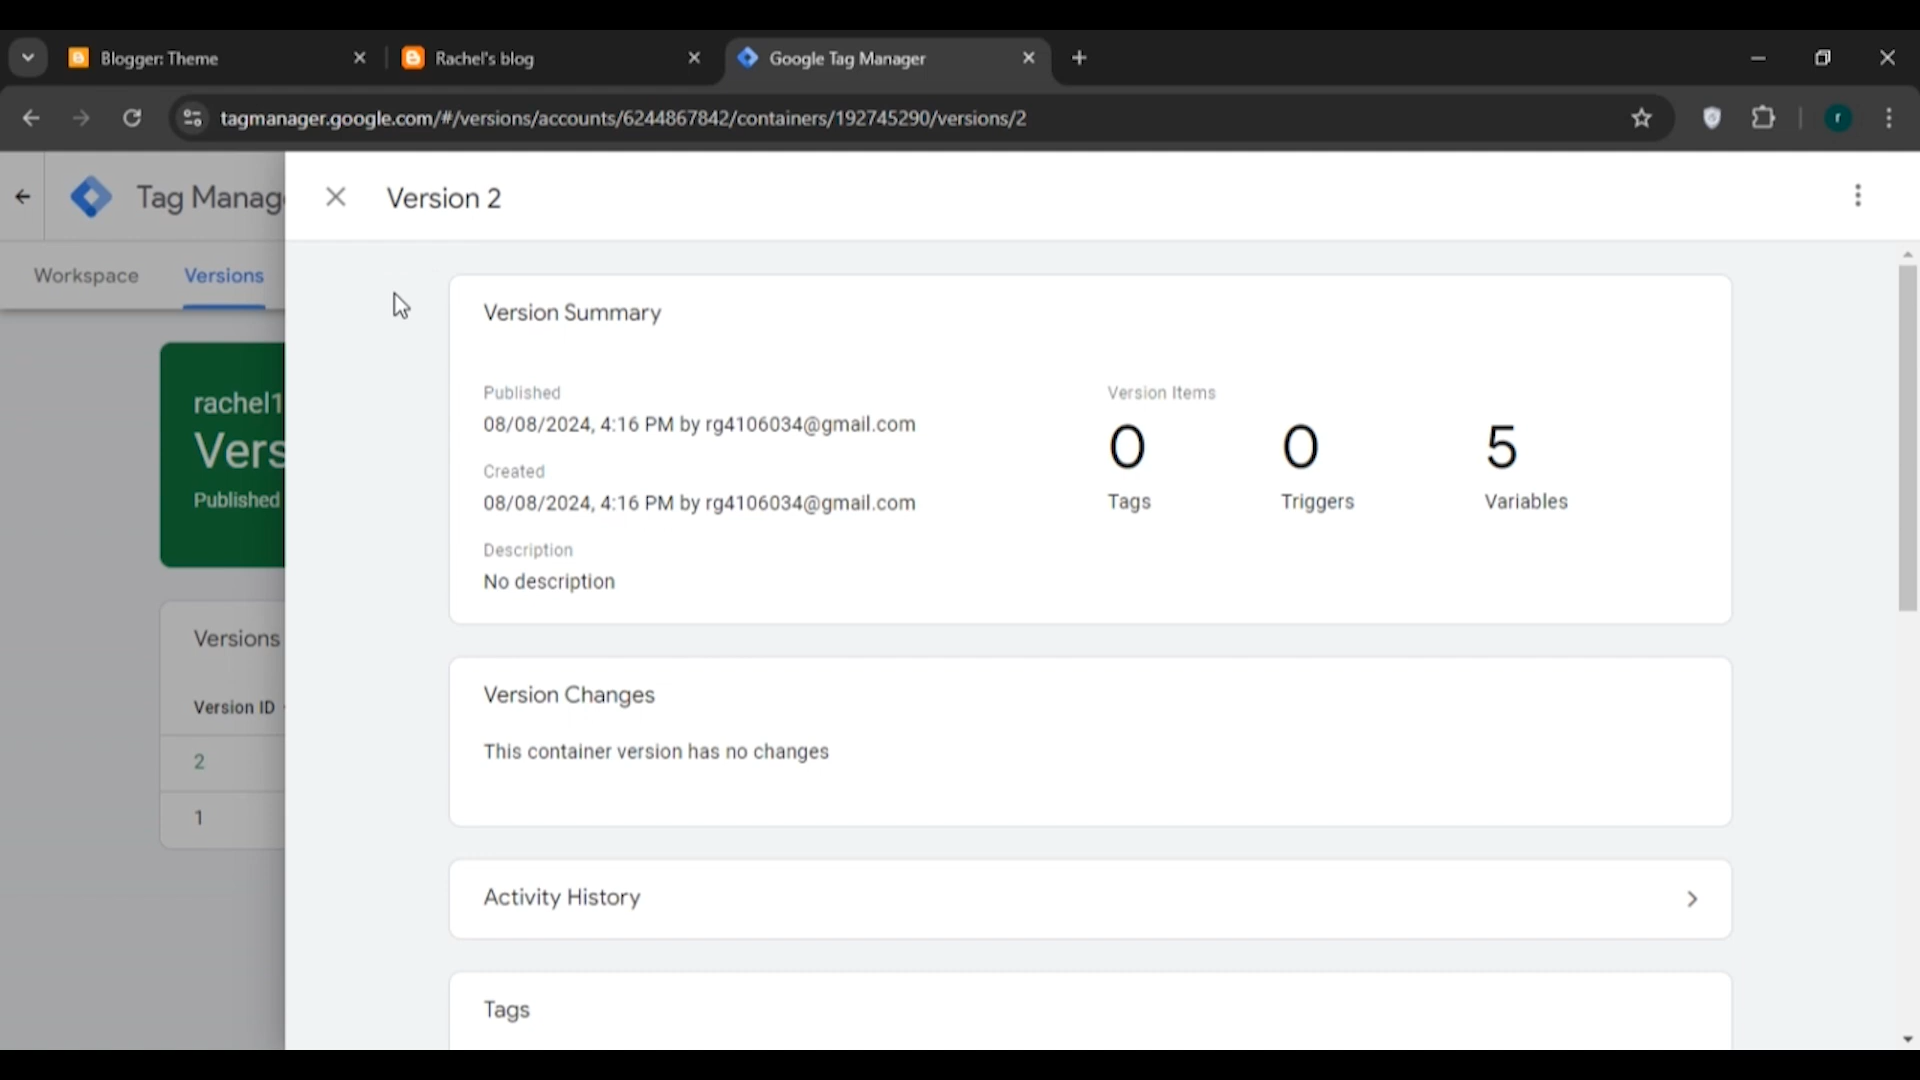 Blogger: Theme
Rachel's blog
Google Tag Manager
tagmanager.google.com/#/versions/accounts/6244867842/containers/192745290/versions/2
r
Tag Manag
Version 2
Workspace
Versions
Version Summary
rachel1
Vers
Published
Published
08/08/2024, 4:16 PM by rg4106034@gmail.com
Created
08/08/2024, 4:16 PM by rg4106034@gmail.com
Description
No description
Version Items
0
0
5
Tags
Triggers
Variables
Versions
Version ID
2
1
Version Changes
This container version has no changes
Activity History
Tags